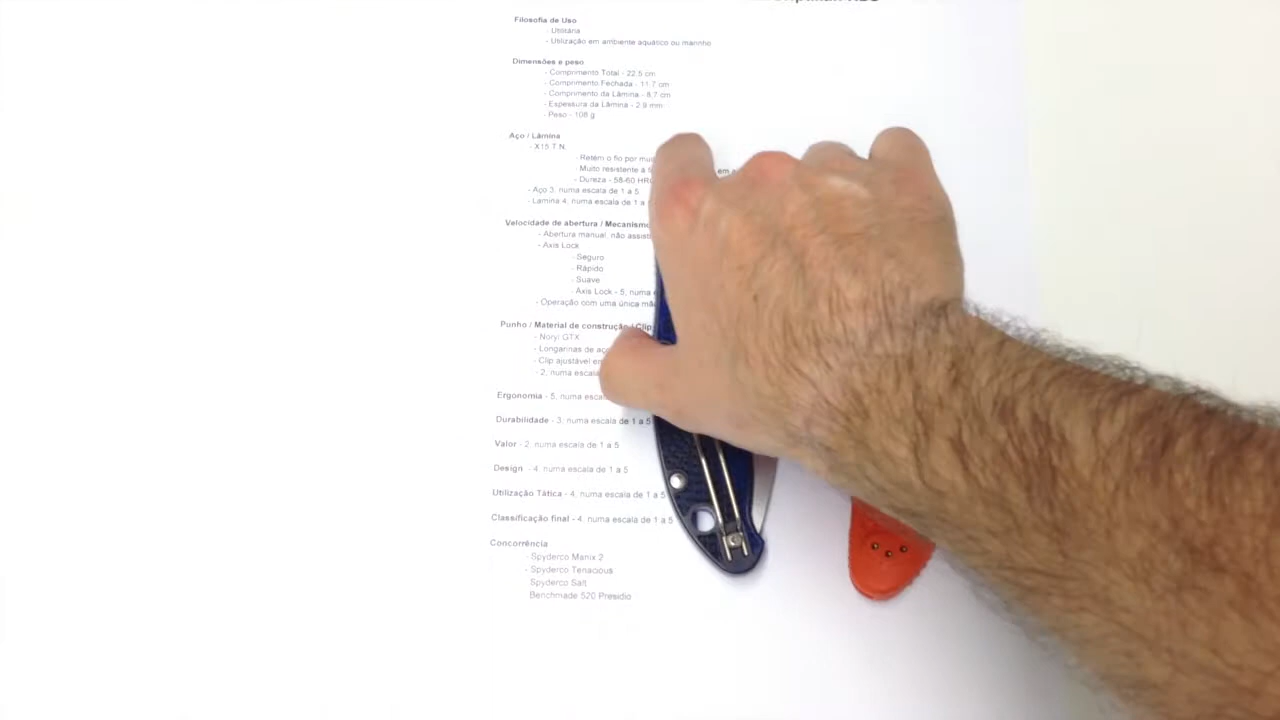 Filosofia de Uso
- Utilitária
- Utilização em ambiente aquático ou marinho
Dimensões e peso
- Comprimento Total - 22.5 cm
- Comprimento Fechada - 11.7 cm
- Comprimento da Lâmina - 8.7 cm
- Espessura da Lâmina - 2.9 mm
- Peso - 108 g
Aço / Lâmina
- X15 T.N.
- Retém o fio por
- Muito resistente à
- Dureza - 58-60
- Aço 3, numa escala de 1 a 5
- Lamina 4, numa escala de 1 a
Velocidade de abertura / Mecanismo
- Abertura manual, não
- Axis Lock
- Seguro
- Rápido
- Suave
- Axis Lock - 5, numa
- Operação com uma única
Punho / Material de construção / Clip
- Noryl GTX
- Longarinas de
- Clip ajustável
- 2, numa
Ergonomia - 5, numa
Durabilidade - 3, numa escala de 1 a 5
Valor - 2, numa escala de 1 a 5
Design - 4, numa escala de 1 a 5
Utilização Tática - 4, numa escala de 1 a 5
Classificação final - 4, numa escala de 1 a 5
Concorrência
- Spyderco Manix 2
- Spyderco Tenacious
Spyderco Salt
Benchmade 520 Presidio